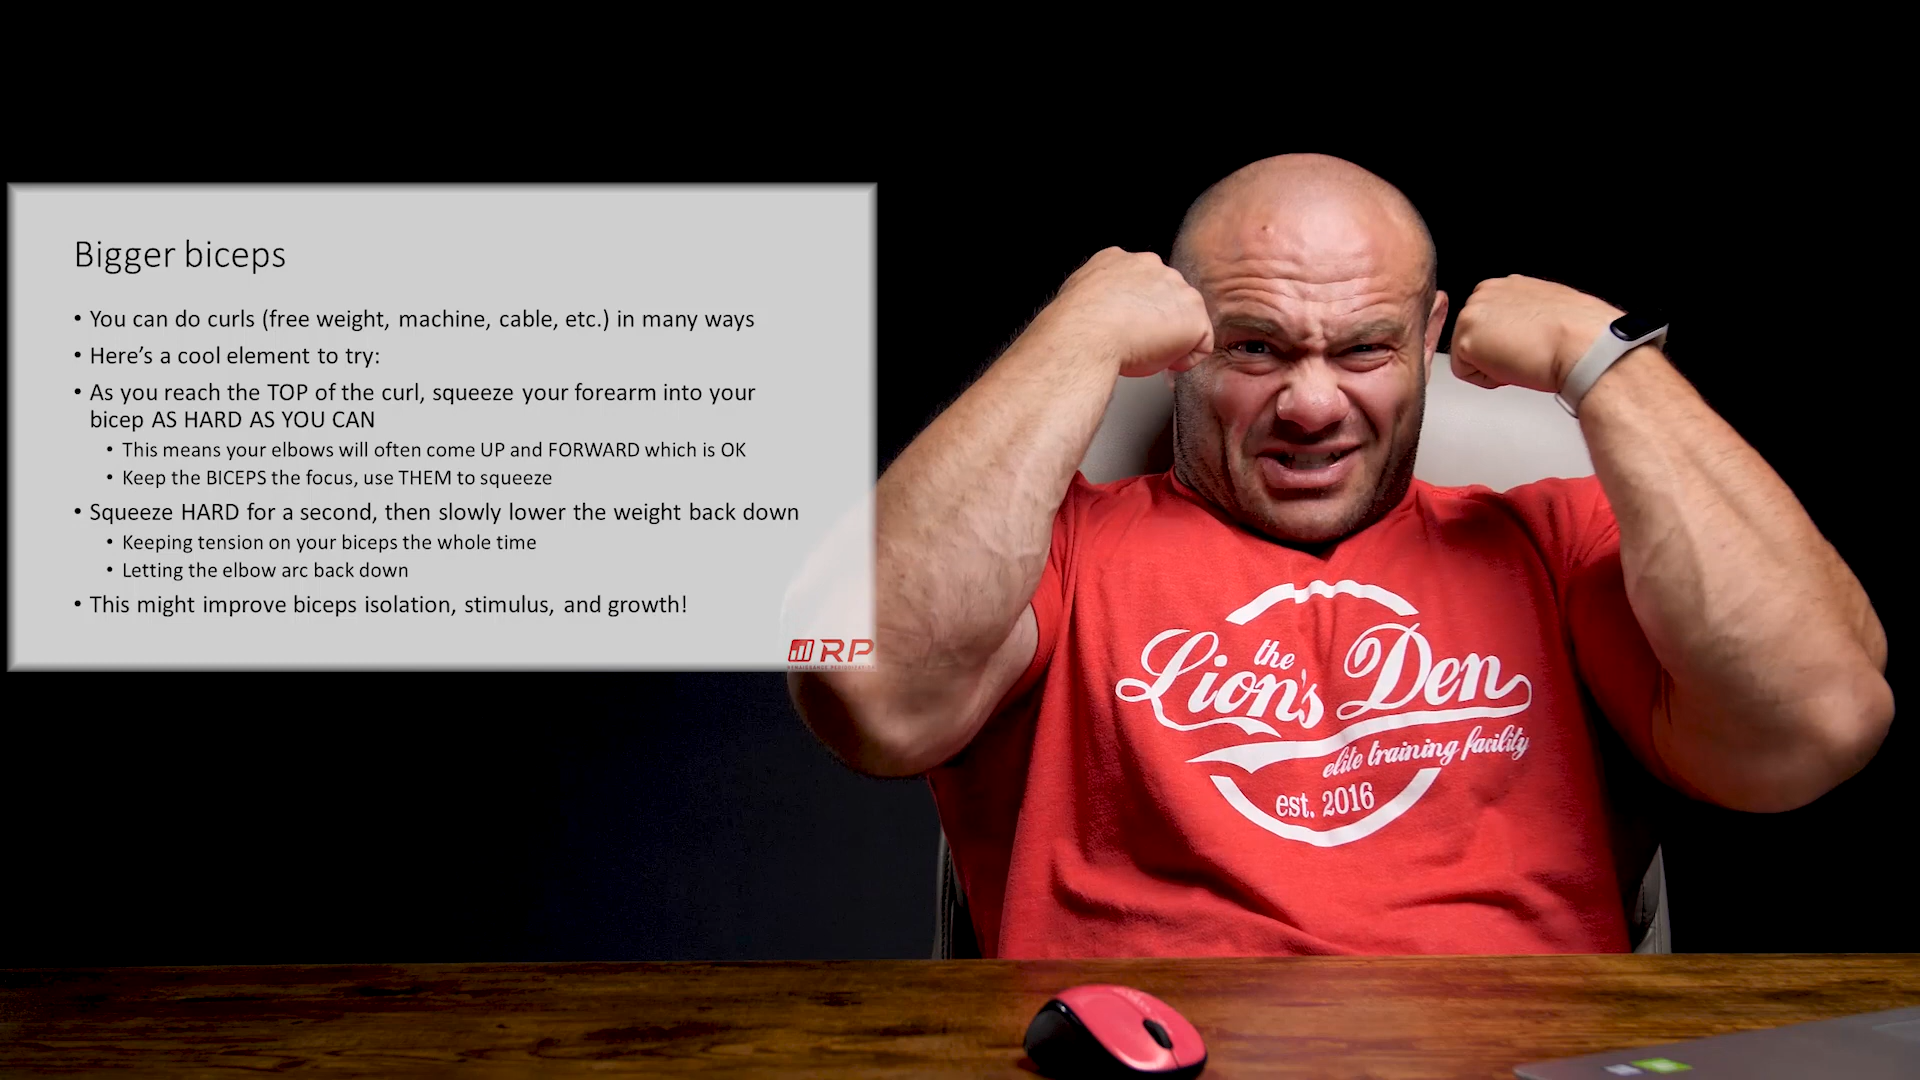 Bigger biceps
• You can do curls (free weight, machine, cable, etc.) in many ways
• Here’s a cool element to try:
• As you reach the TOP of the curl, squeeze your forearm into your
bicep AS HARD AS YOU CAN
• This means your elbows will often come UP and FORWARD which is OK
• Keep the BICEPS the focus, use THEM to squeeze
• Squeeze HARD for a second, then slowly lower the weight back down
• Keeping tension on your biceps the whole time
• Letting the elbow arc back down
• This might improve biceps isolation, stimulus, and growth!
RP
RENAISSANCE PERIODIZATION
the
Lion's Den
elite training facility
est. 2016